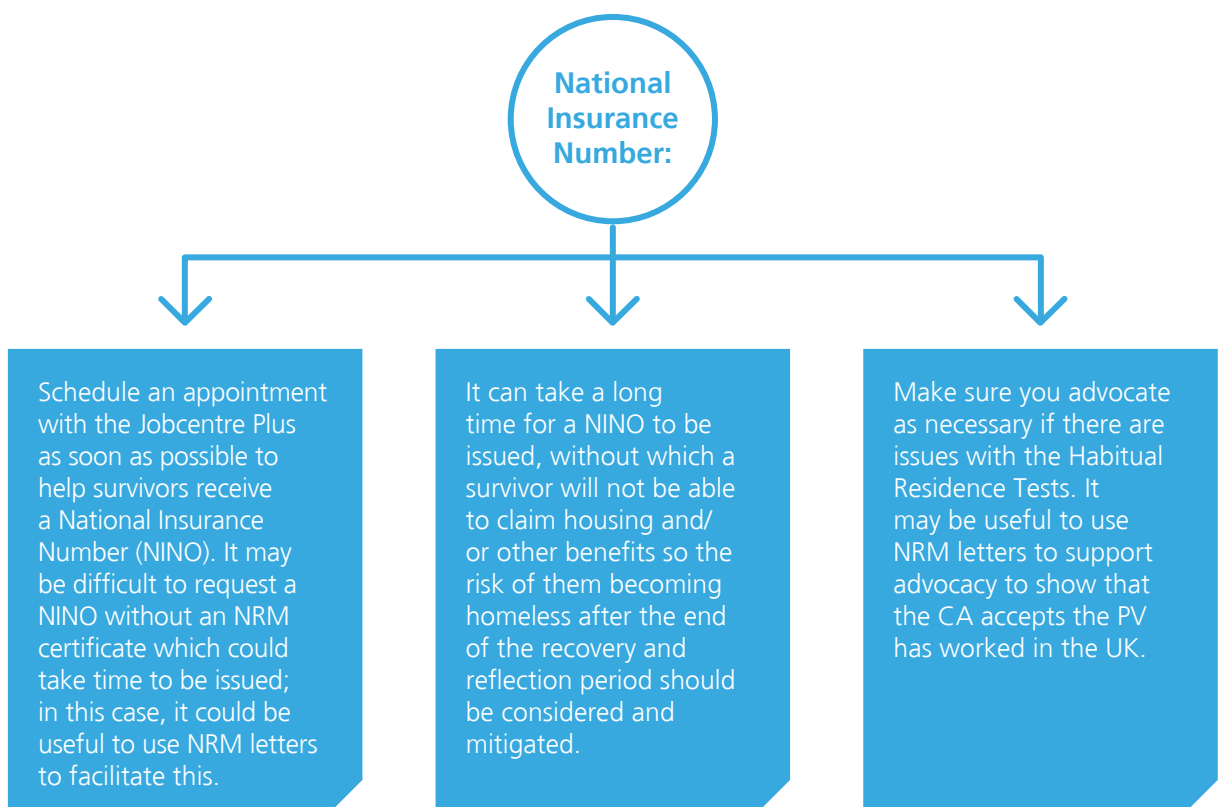 National
Insurance
Number:
Schedule an appointment
with the Jobcentre Plus
as soon as possible to
help survivors receive
a National Insurance
Number (NINO). It may
be difficult to request a
NINO without an NRM
certificate which could
take time to be issued;
in this case, it could be
useful to use NRM letters
to facilitate this.
It can take a long
time for a NINO to be
issued, without which a
survivor will not be able
to claim housing and/
or other benefits so the
risk of them becoming
homeless after the end
of the recovery and
reflection period should
be considered and
mitigated.
Make sure you advocate
as necessary if there are
issues with the Habitual
Residence Tests. It
may be useful to use
NRM letters to support
advocacy to show that
the CA accepts the PV
has worked in the UK.